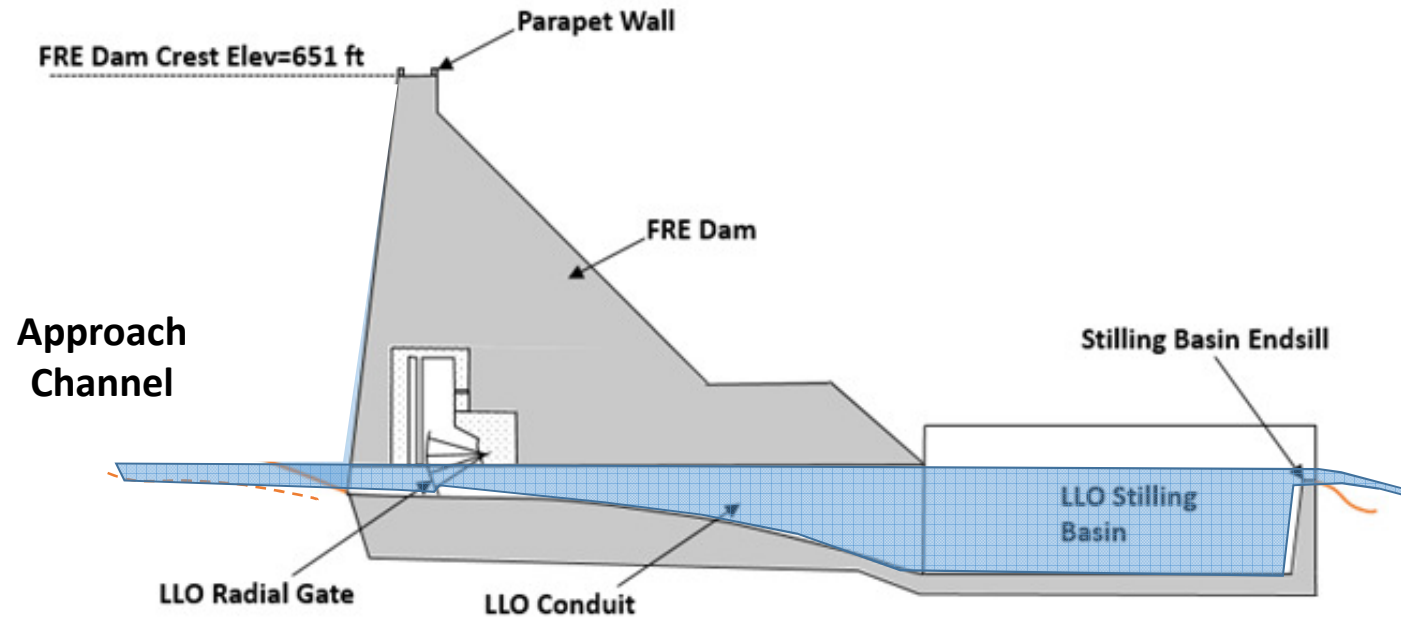 Parapet Wall
FRE Dam Crest Elev=651 ft
FRE Dam
Approach
Channel
Stilling Basin Endsill
LLO Stilling
Basin
LLO Radial Gate
LLO Conduit